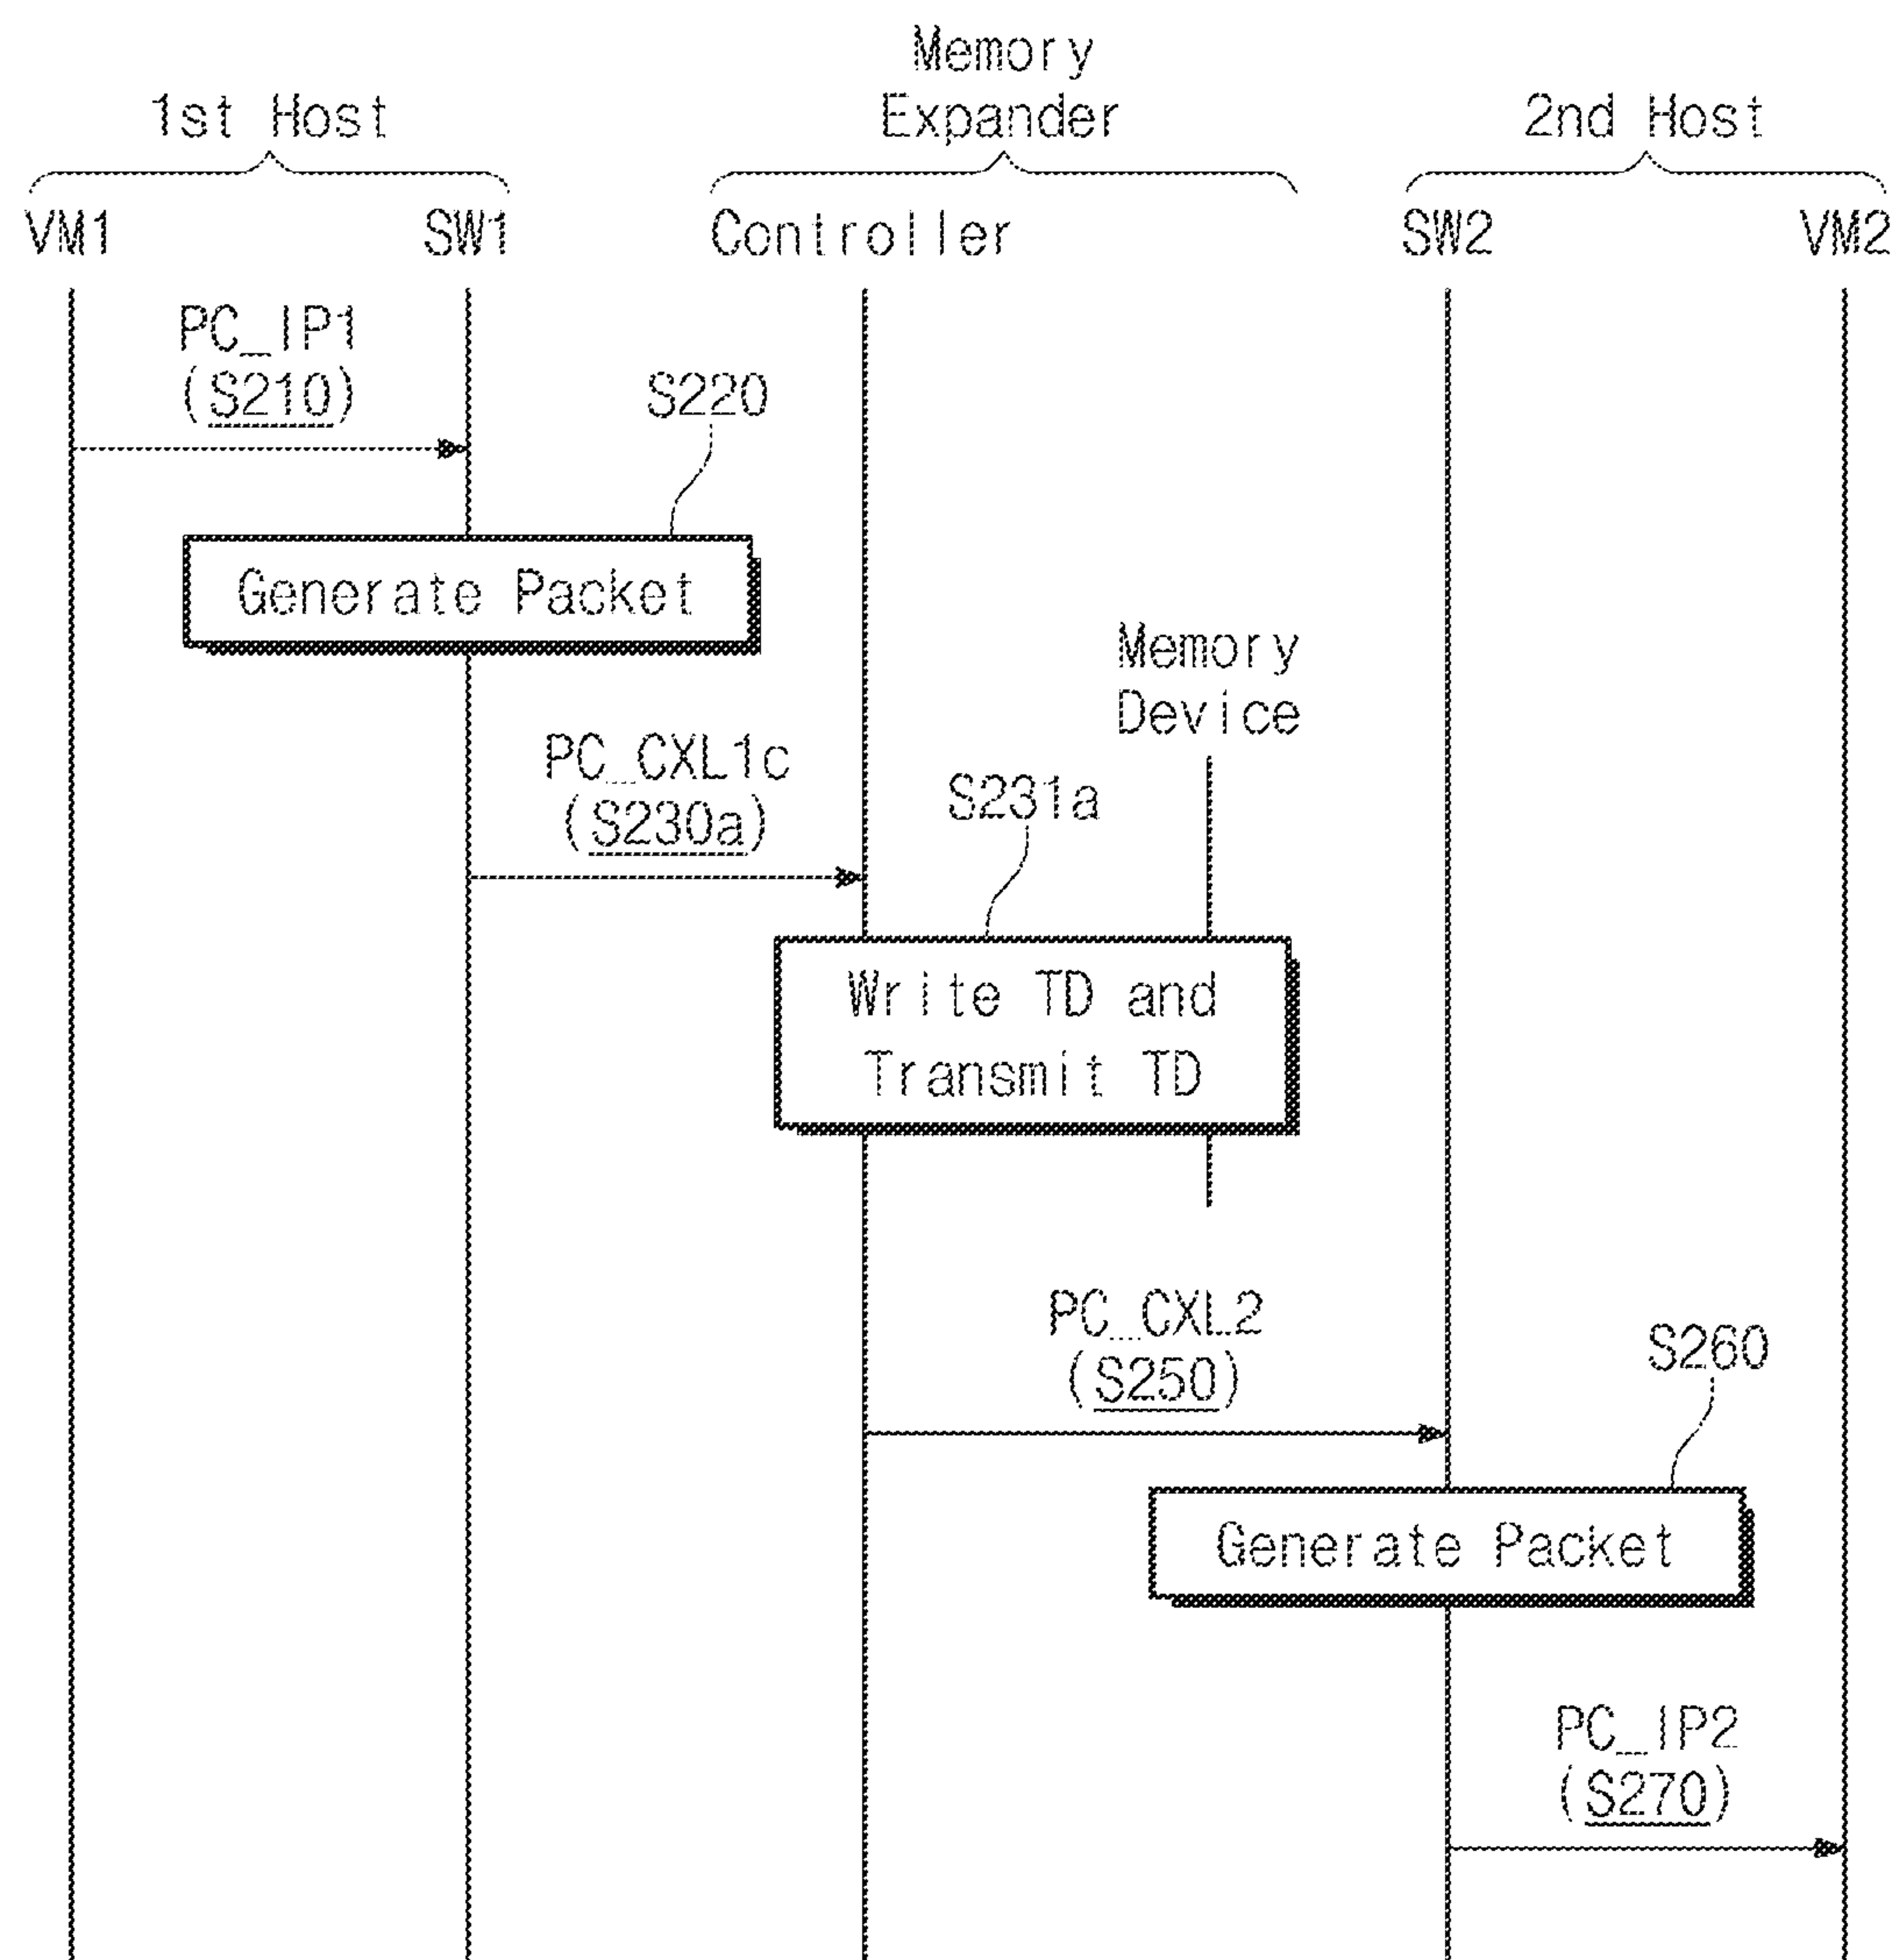 Memory
1st Host
Expander
2nd Host
VM1
SW1
Controller
SW2
VM2
PC_IP1
(S210)
S220
Generate Packet
Memory
Device
PC_CXL1c
(S230a)
S231a
Write TD and
Transmit TD
PC_CXL2
(S250)
S260
Generate Packet
PC_IP2
(S270)